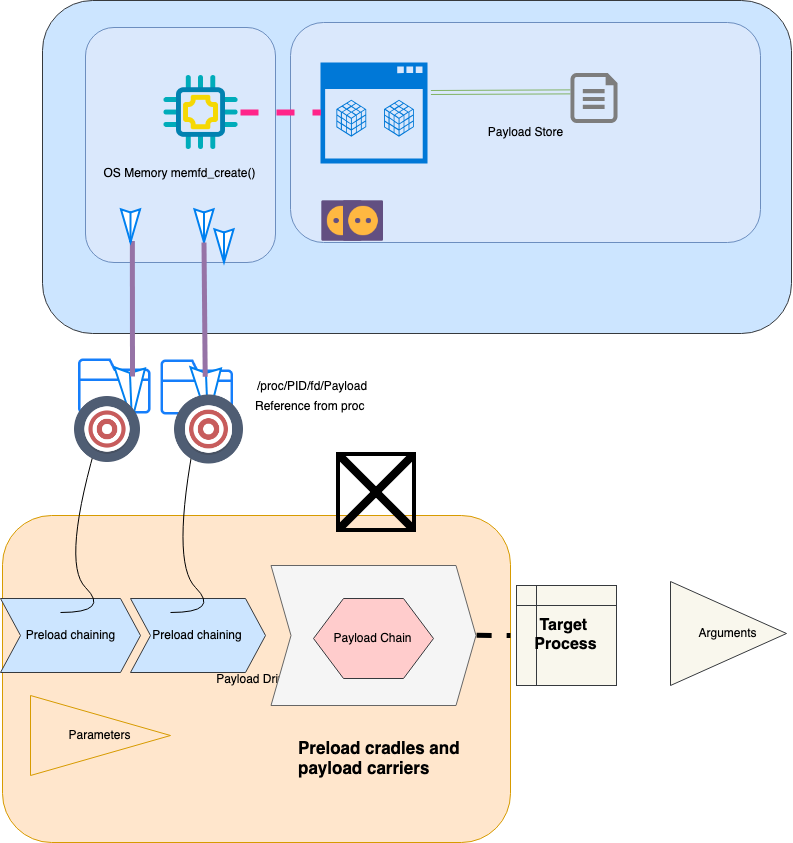 Payload Store
OS Memory memfd_create()
/proc/PID/fd/Payload
Reference from proc
Preload chaining
Preload chaining
Payload Chain
Target
Process
Arguments
Payload Dri
Parameters
Preload cradles and
payload carriers